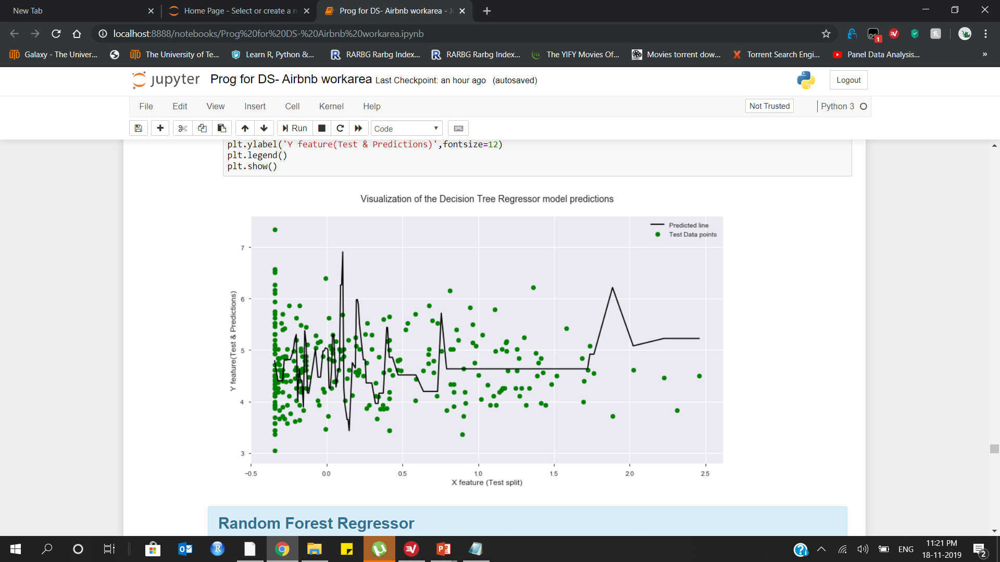 New Tab
Home Page - Select or create a n
Prog for DS- Airbnb workarea - J
localhost:8888/notebooks/Prog%20for%20DS-%20Airbnb%20workarea.ipynb
1
Galaxy - The Univer...
The University of Te...
Learn R, Python &...
RARBG Rarbg Index...
RARBG Rarbg Index...
The YIFY Movies Of...
Movies torrent dow...
Torrent Search Engi...
Panel Data Analysis...
»
jupyter
Prog for DS- Airbnb workarea Last Checkpoint: an hour ago (autosaved)
Logout
File
Edit
View
Insert
Cell
Kernel
Help
Not Trusted
Python 3
Run
Code
plt.ylabel('Y feature(Test & Predictions)',fontsize=12)
plt.legend()
plt.show()
Visualization of the Decision Tree Regressor model predictions
Predicted line
Test Data points
7
6
5
4
3
Y feature(Test & Predictions)
−0.5
0.0
0.5
1.0
1.5
2.0
2.5
X feature (Test split)
Random Forest Regressor
ENG
11:21 PM
18-11-2019
2